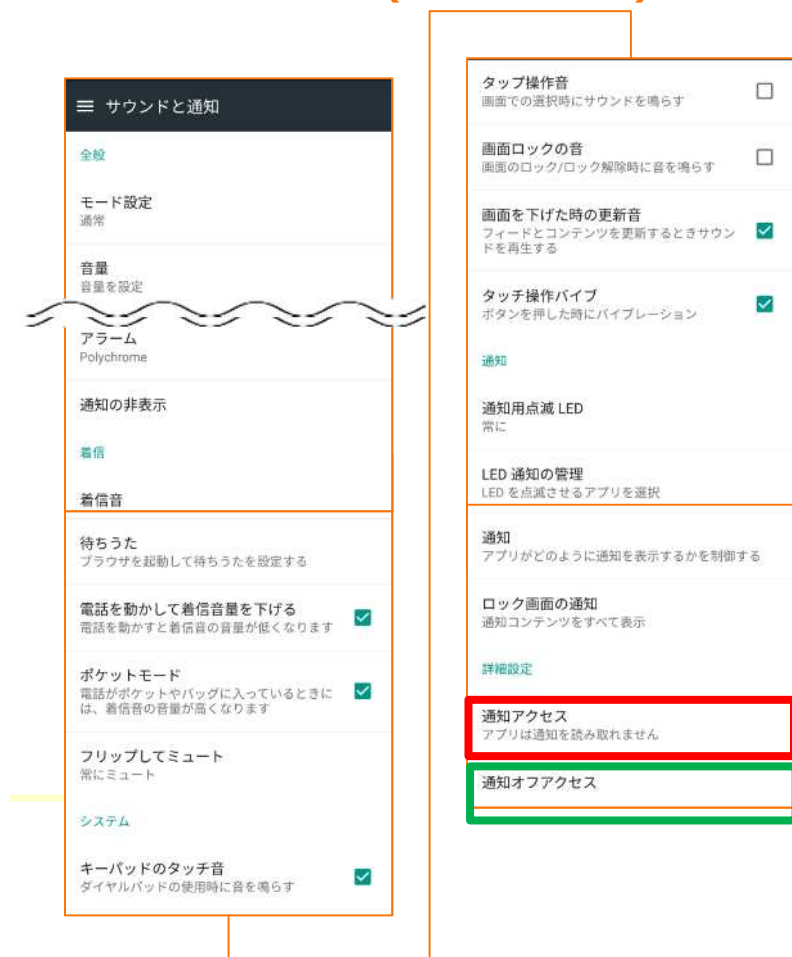 サウンドと通知
全般
モード設定
通常
音量
音量を設定
アラーム
Polychrome
通知の非表示
着信
着信音
待ちうた
ブラウザを起動して待ちうたを設定する
電話を動かして着信音量を下げる
電話を動かすと着信音の音量が低くなります
ポケットモード
電話がポケットやバッグに入っているときに
は、着信音の音量が高くなります
フリップしてミュート
常にミュート
システム
キーパッドのタッチ音
ダイヤルパッドの使用時に音を鳴らす
タップ操作音
画面での選択時にサウンドを鳴らす
画面ロックの音
画面のロック/ロック解除時に音を鳴らす
画面を下げた時の更新音
フィードとコンテンツを更新するときサウン
ドを再生する
タッチ操作バイブ
ボタンを押した時にバイブレーション
通知
通知用点滅 LED
常に
LED 通知の管理
LED を点滅させるアプリを選択
通知
アプリがどのように通知を表示するかを制御する
ロック画面の通知
通知コンテンツをすべて表示
詳細設定
通知アクセス
アプリは通知を読み取れません
通知オフアクセス